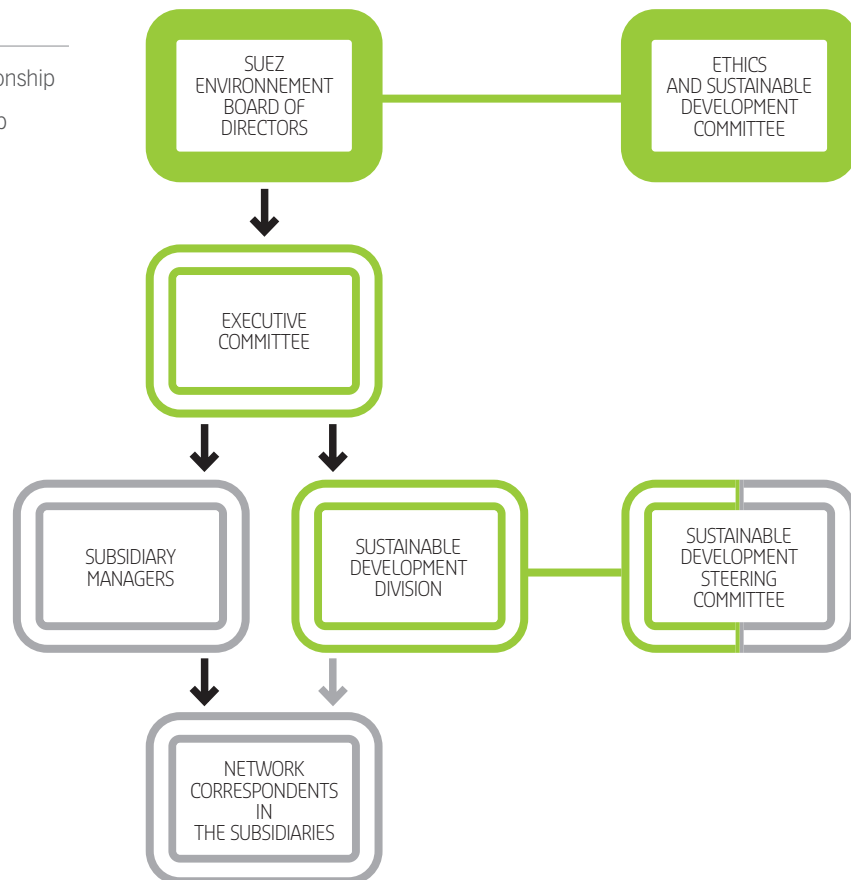 SUEZ
ENVIRONNEMENT
BOARD OF
DIRECTORS
ETHICS
AND SUSTAINABLE
DEVELOPMENT
COMMITTEE
EXECUTIVE
COMMITTEE
SUBSIDIARY
MANAGERS
SUSTAINABLE
DEVELOPMENT
DIVISION
SUSTAINABLE
DEVELOPMENT
STEERING
COMMITTEE
NETWORK
CORRESPONDENTS
IN
THE SUBSIDIARIES